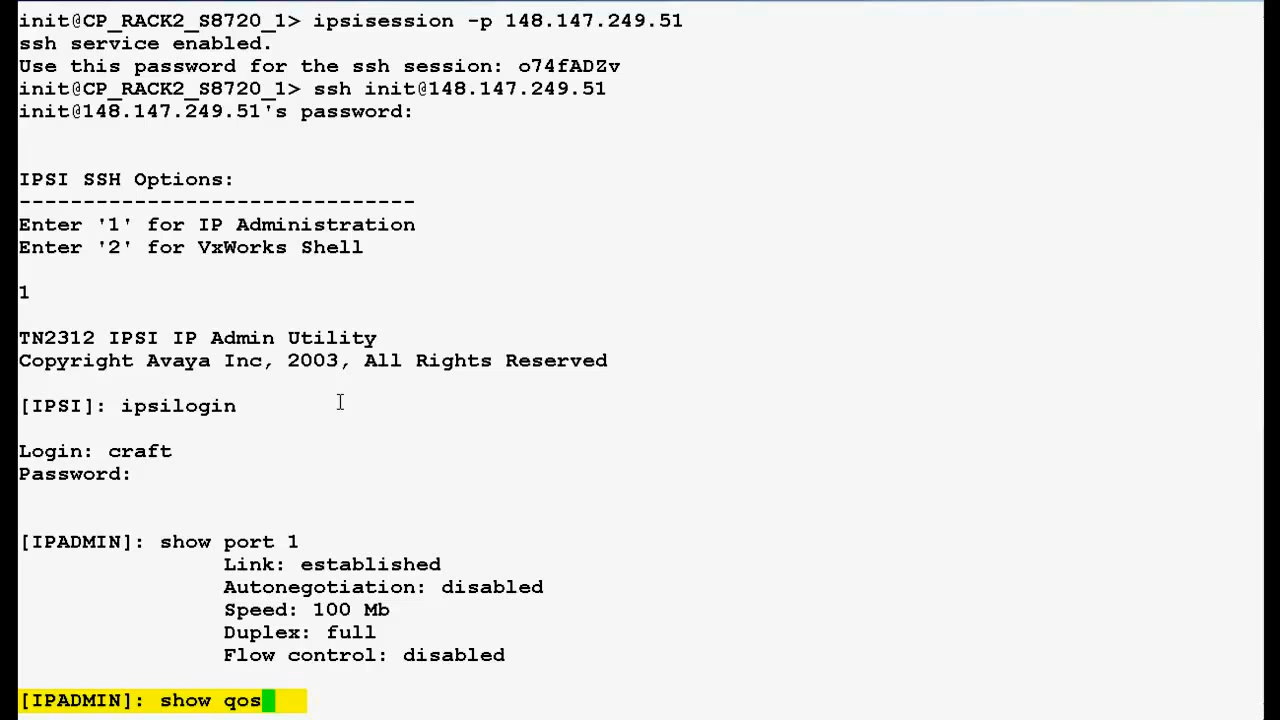 init@CP_RACK2_S8720_1> ipsisession -p 148.147.249.51
ssh service enabled.
Use this password for the ssh session: o74fADZv
init@CP_RACK2_S8720_1> ssh init@148.147.249.51
init@148.147.249.51's password:
IPSI SSH Options:
-------------------------------
Enter '1' for IP Administration
Enter '2' for VxWorks Shell
1
TN2312 IPSI IP Admin Utility
Copyright Avaya Inc, 2003, All Rights Reserved
[IPSI]: ipsilogin
Login: craft
Password:
[IPADMIN]: show port 1
Link: established
Autonegotiation: disabled
Speed: 100 Mb
Duplex: full
Flow control: disabled
[IPADMIN]: show qos